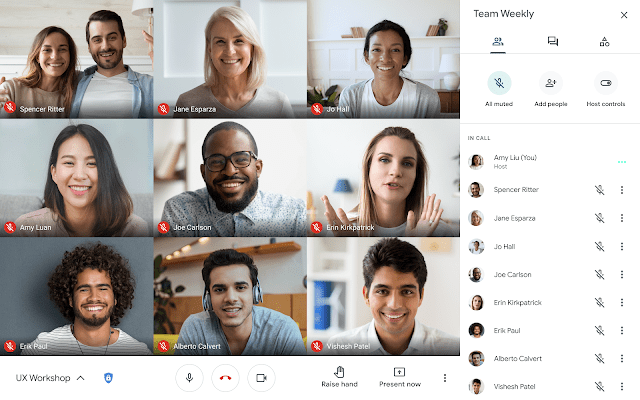 Spencer Ritter
Jane Esparza
Jo Hall
Amy Luan
Joe Carlson
Erin Kirkpatrick
Erik Paul
Alberto Calvert
Vishesh Patel
UX Workshop
Raise hand
Present now
Team Weekly
All muted
Add people
Host controls
IN CALL
Amy Liu (You)
Host
Spencer Ritter
Jane Esparza
Jo Hall
Joe Carlson
Erin Kirkpatrick
Erik Paul
Alberto Calvert
Vishesh Patel